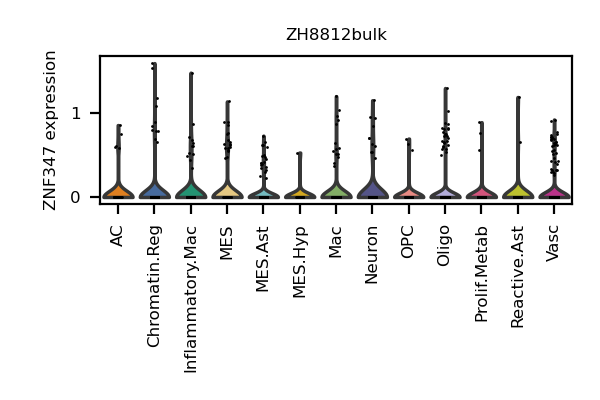 ZH8812bulk
ZNF347 expression
1
0
AC
Chromatin.Reg
Inflammatory.Mac
MES
MES.Ast
MES.Hyp
Mac
Neuron
OPC
Oligo
Prolif.Metab
Reactive.Ast
Vasc